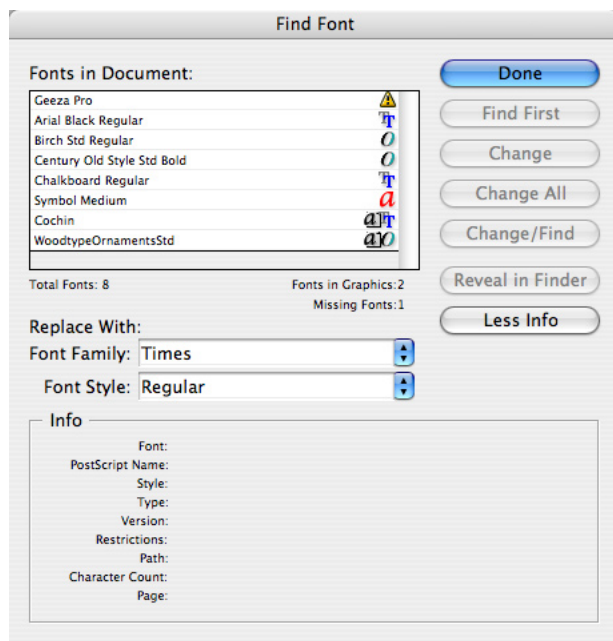 Find Font
Fonts in Document:
Geeza Pro
Arial Black Regular
Birch Std Regular
Century Old Style Std Bold
Chalkboard Regular
Symbol Medium
Cochin
WoodtypeOrnamentsStd
Total Fonts: 8
Fonts in Graphics:2
Missing Fonts:1
Replace With:
Font Family: Times
Font Style: Regular
Done
Find First
Change
Change All
Change/Find
Reveal in Finder
Less Info
Info
Font:
PostScript Name:
Style:
Type:
Version:
Restrictions:
Path:
Character Count:
Page: